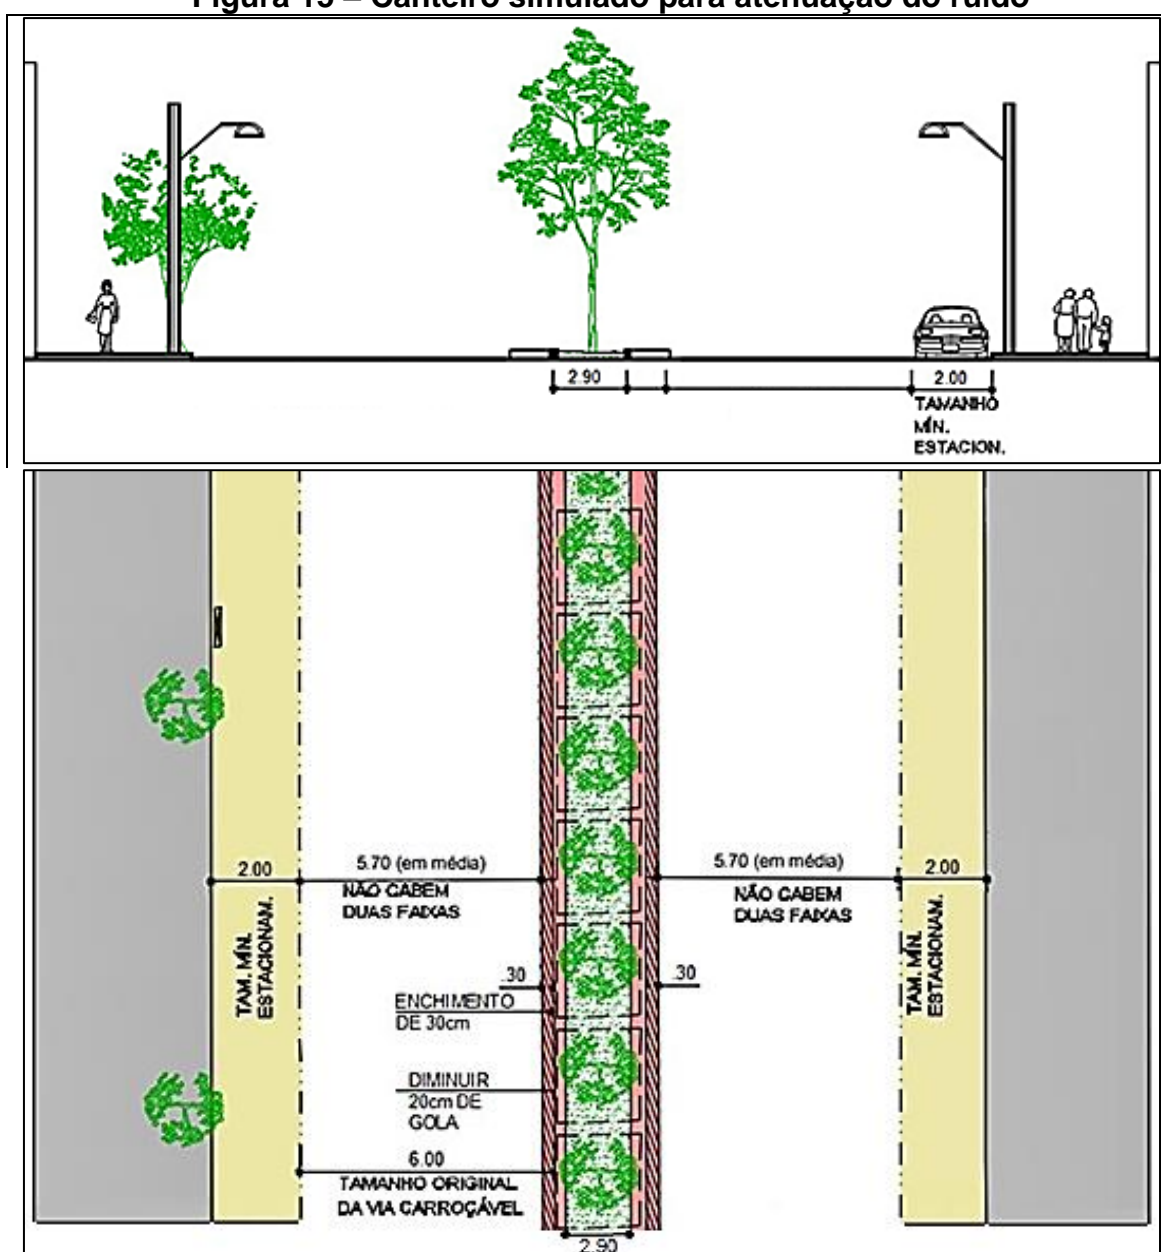 Figura 15 – Canteiro simulado para atenuação do ruído
2.90
2.00
TAMANHO
MÍN.
ESTACION.
2.00
5.70 (em média)
NÃO CABEM
DUAS FAIXAS
5.70 (em média)
NÃO CABEM
DUAS FAIXAS
2.00
TAM. MÍN.
ESTACIONAM.
TAM. MÍN.
ESTACIONAM.
.30
.30
ENCHIMENTO
DE 30cm
DIMINUIR
20cm DE
GOLA
6.00
TAMANHO ORIGINAL
DA VIA CARROÇÁVEL
2.90